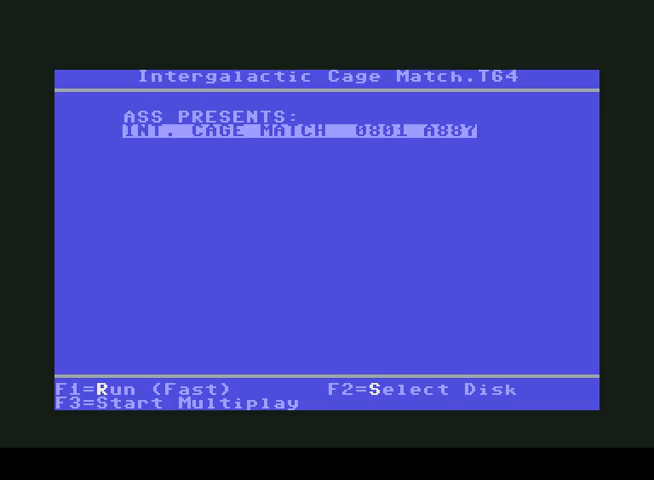 Intergalactic Cage Match.T64
ASS PRESENTS:
INT. CAGE MATCH 0801 A887
F1=Run (Fast) F2=Select Disk
F3=Start Multiplay